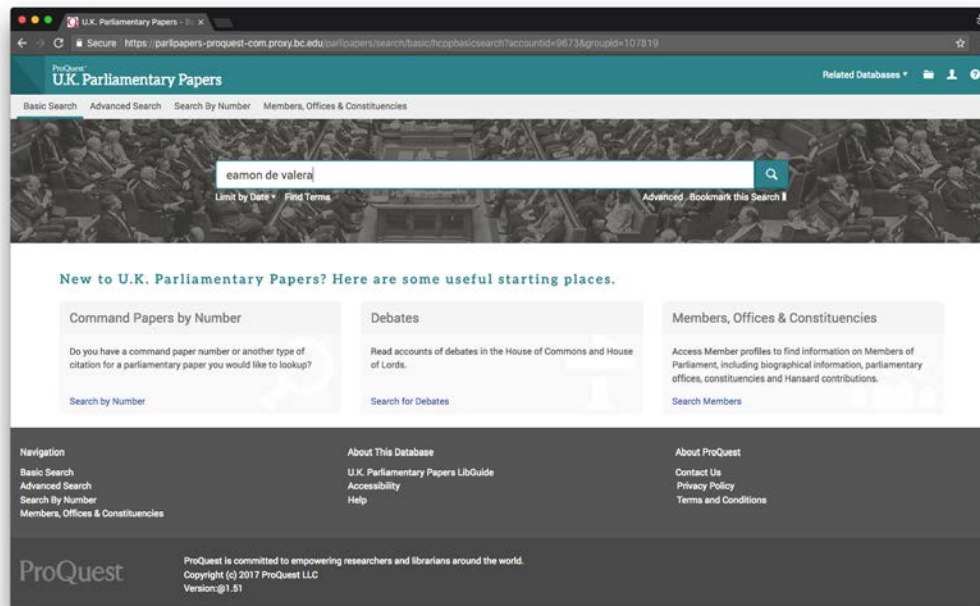 U.K. Parliamentary Papers - Ba ×
Secure https://parlipapers-proquest-com.proxy.bc.edu/parlipapers/search/basic/hcppbasicsearch?accountid=9673&groupid=107819
ProQuest
U.K. Parliamentary Papers
Related Databases
Basic Search Advanced Search Search By Number Members, Offices & Constituencies
eamon de valera
Limit by Date Find Terms Advanced Bookmark this Search
New to U.K. Parliamentary Papers? Here are some useful starting places.
Command Papers by Number
Do you have a command paper number or another type of
citation for a parliamentary paper you would like to lookup?
Search by Number
Debates
Read accounts of debates in the House of Commons and House
of Lords.
Search for Debates
Members, Offices & Constituencies
Access Member profiles to find information on Members of
Parliament, including biographical information, parliamentary
offices, constituencies and Hansard contributions.
Search Members
Navigation
Basic Search
Advanced Search
Search By Number
Members, Offices & Constituencies
About This Database
U.K. Parliamentary Papers LibGuide
Accessibility
Help
About ProQuest
Contact Us
Privacy Policy
Terms and Conditions
ProQuest
ProQuest is committed to empowering researchers and librarians around the world.
Copyright (c) 2017 ProQuest LLC
Version:@1.51